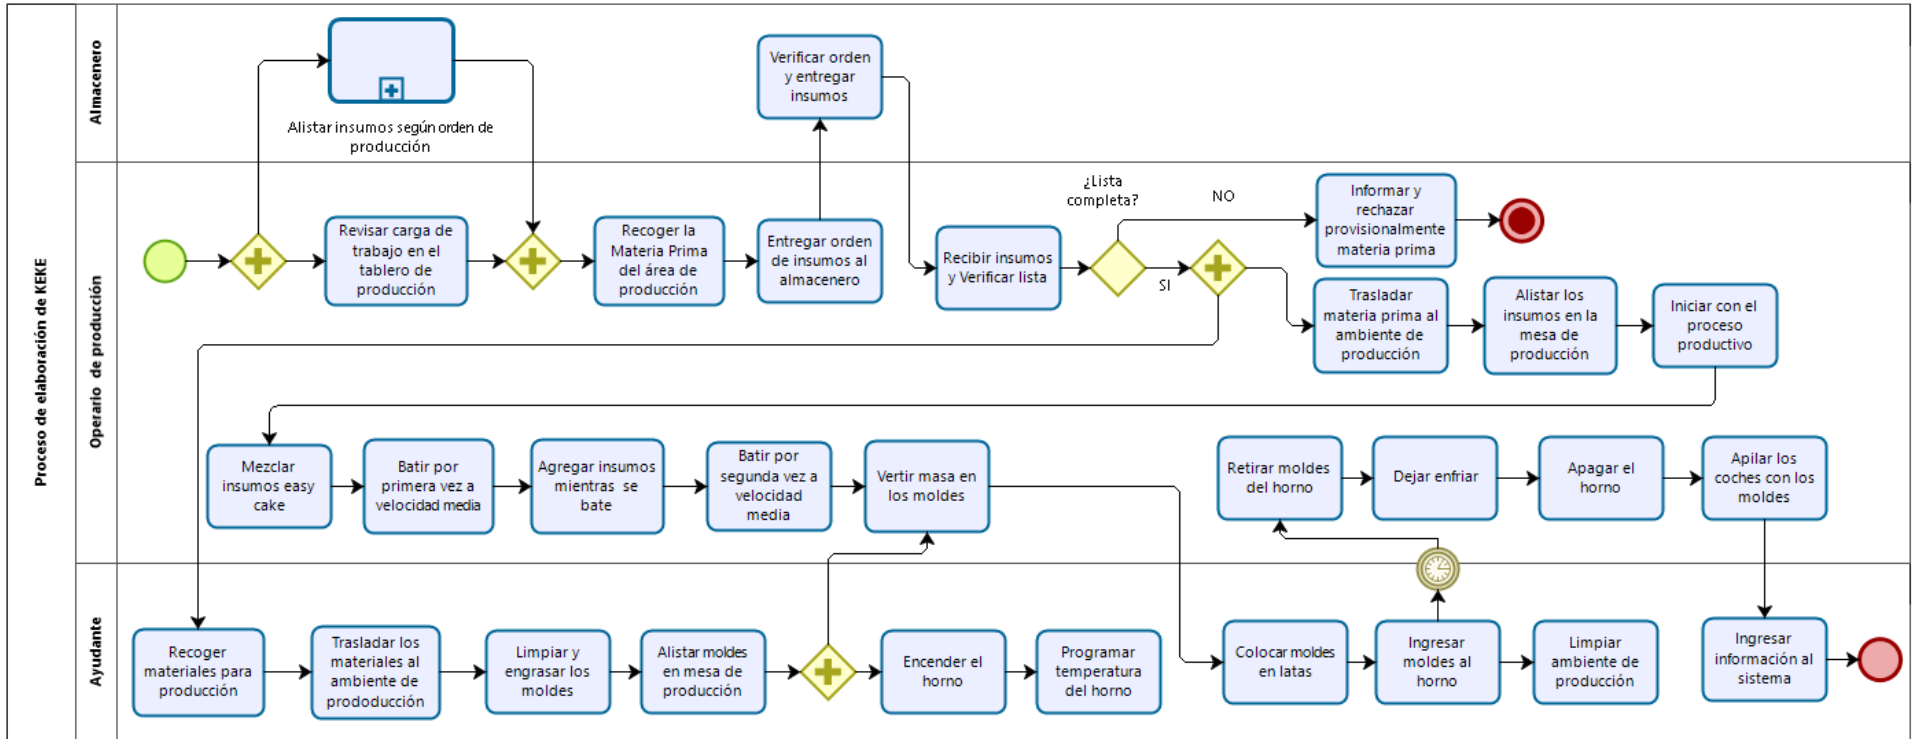 Proceso de elaboración de KEKE
Almacenero
Alistar insumos según orden de
producción
Verificar orden
y entregar
insumos
Operario de producción
Revisar carga de
trabajo en el
tablero de
producción
Recoger la
Materia Prima
del área de
producción
Entregar orden
de insumos al
almacenero
Recibir insumos
y Verificar lista
¿Lista
completa?
NO
SI
Informar y
rechazar
provisionalmente
materia prima
Trasladar
materia prima al
ambiente de
producción
Alistar los
insumos en la
mesa de
producción
Iniciar con el
proceso
productivo
Mezclar
insumos easy
cake
Batir por
primera vez a
velocidad media
Agregar insumos
mientras se
bate
Batir por
segunda vez a
velocidad
media
Vertir masa en
los moldes
Retirar moldes
del horno
Dejar enfriar
Apagar el
horno
Apilar los
coches con los
moldes
Ayudante
Recoger
materiales para
producción
Trasladar los
materiales al
ambiente de
prododucción
Limpiar y
engrasar los
moldes
Alistar moldes
en mesa de
producción
Encender el
horno
Programar
temperatura
del horno
Colocar moldes
en latas
Ingresar
moldes al
horno
Limpiar
ambiente de
producción
Ingresar
información al
sistema